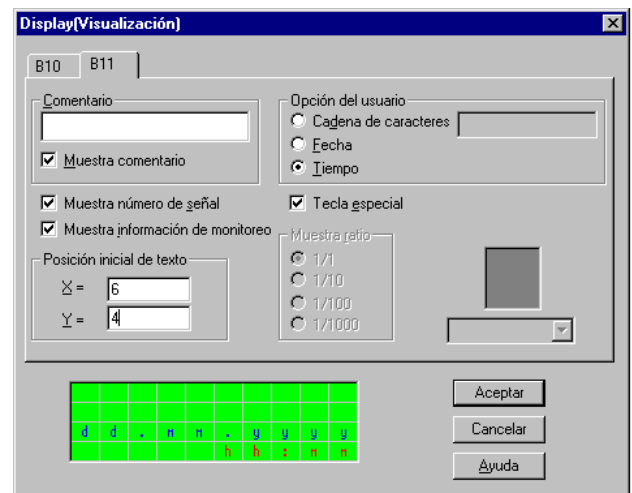 Display(Visualización)
B10 B11
Comentario
Muestra comentario
Opción del usuario
Cadena de caracteres
Fecha
Tiempo
Muestra número de señal
Tecla especial
Muestra información de monitoreo
Posición inicial de texto
X = 6
Y = 4
Muestra ratio
1/1
1/10
1/100
1/1000
d d . m m . y y y y
h h : m m
Aceptar
Cancelar
Ayuda